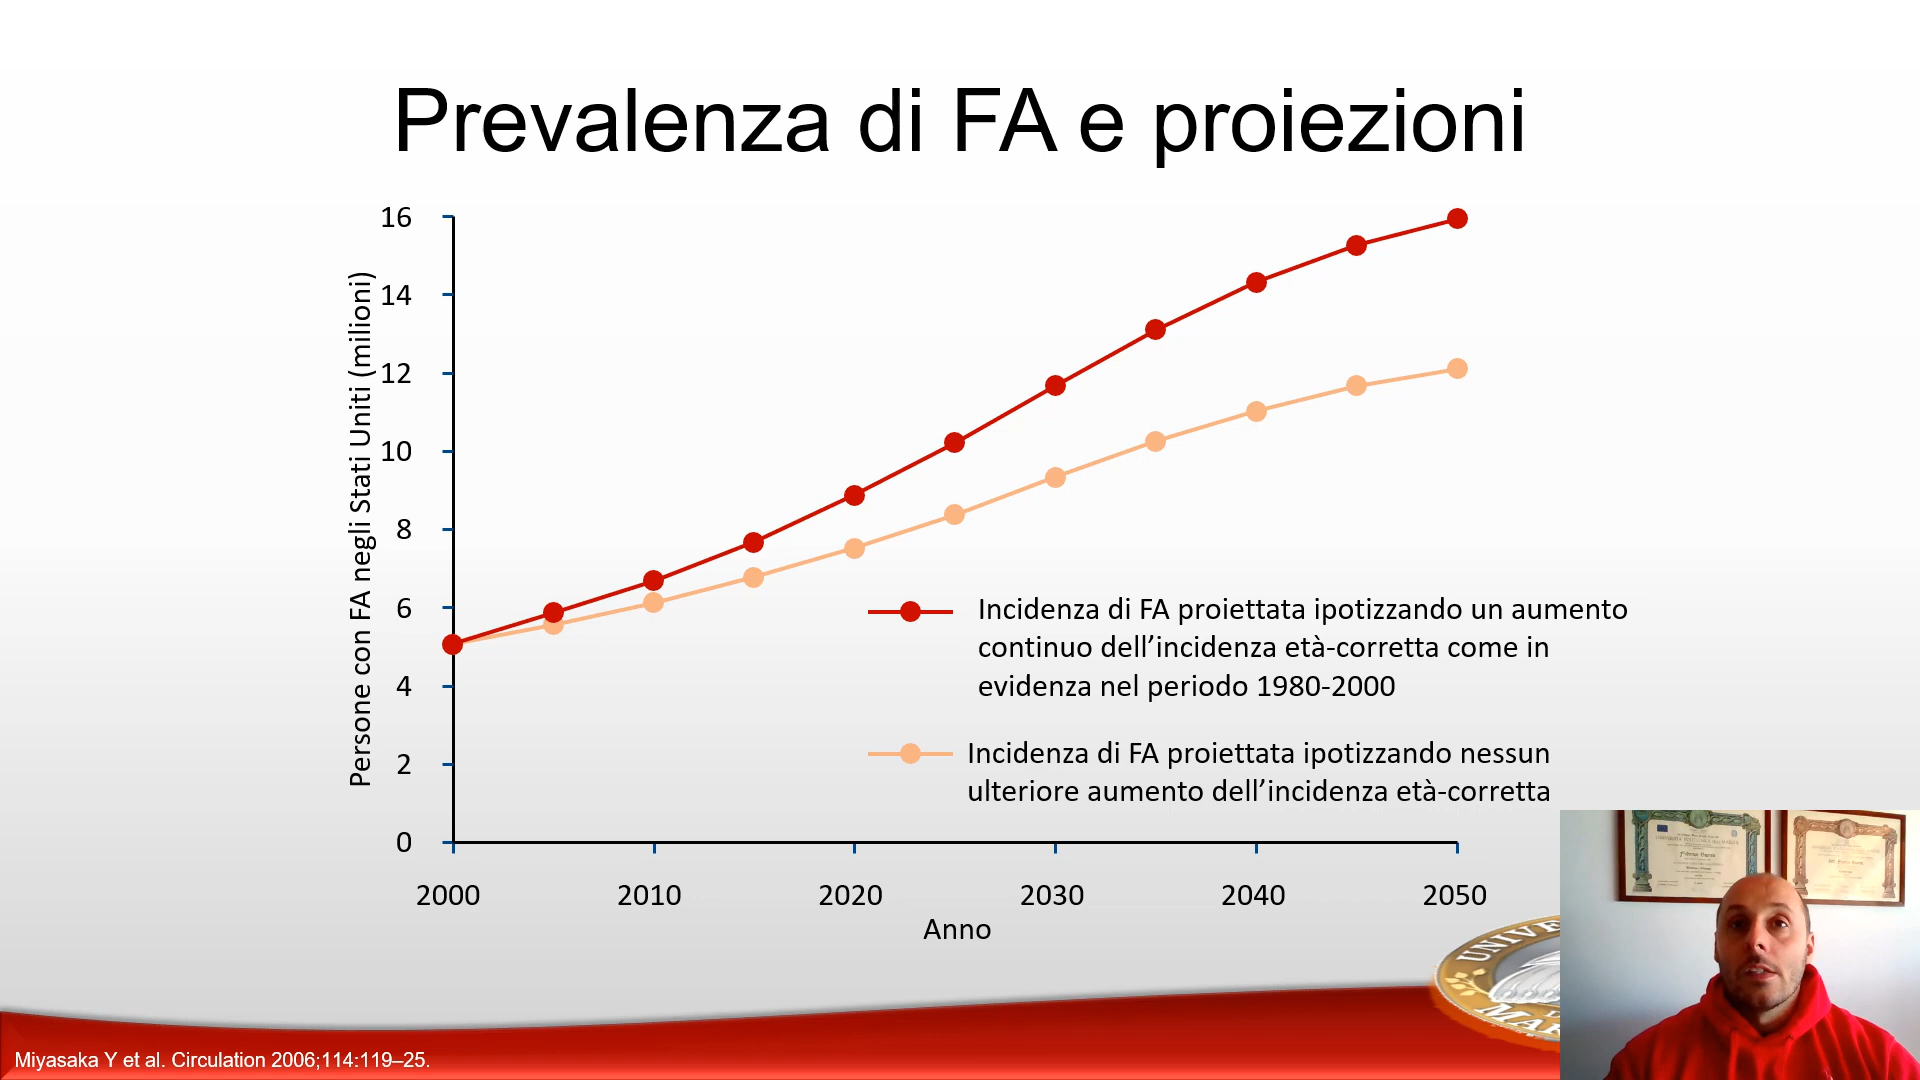 Prevalenza di FA e proiezioni
Persone con FA negli Stati Uniti (milioni)
16
14
12
10
8
6
4
2
0
Incidenza di FA proiettata ipotizzando un aumento
continuo dell’incidenza età-corretta come in
evidenza nel periodo 1980-2000
Incidenza di FA proiettata ipotizzando nessun
ulteriore aumento dell’incidenza età-corretta
2000 2010 2020 2030 2040 2050
Anno
Miyasaka Y et al. Circulation 2006;114:119–25.